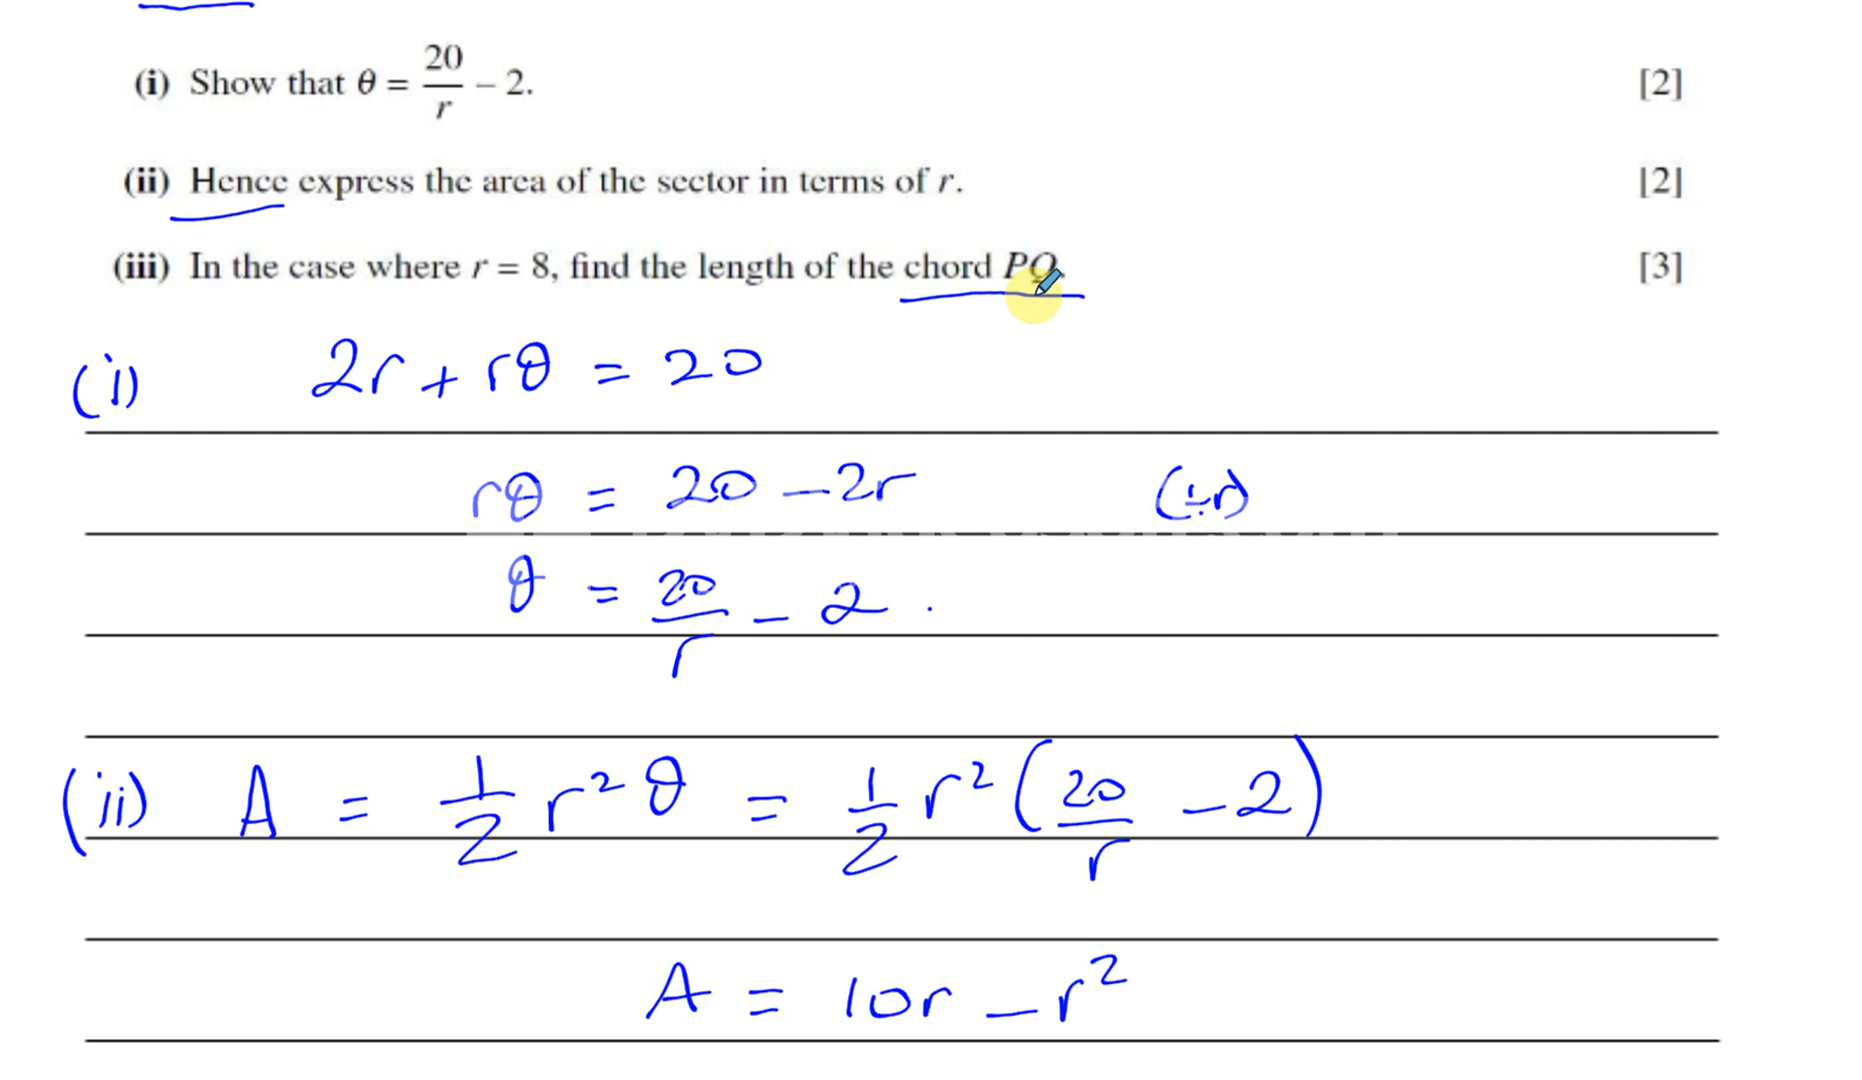 (i) Show that θ = 20/r − 2. [2]
(ii) Hence express the area of the sector in terms of r. [2]
(iii) In the case where r = 8, find the length of the chord PQ. [3]
(i) 2r + rθ = 20
rθ = 20 − 2r (÷r)
θ = 20/r − 2.
(ii) A = 1/2 r² θ = 1/2 r² (20/r − 2)
A = 10r − r²